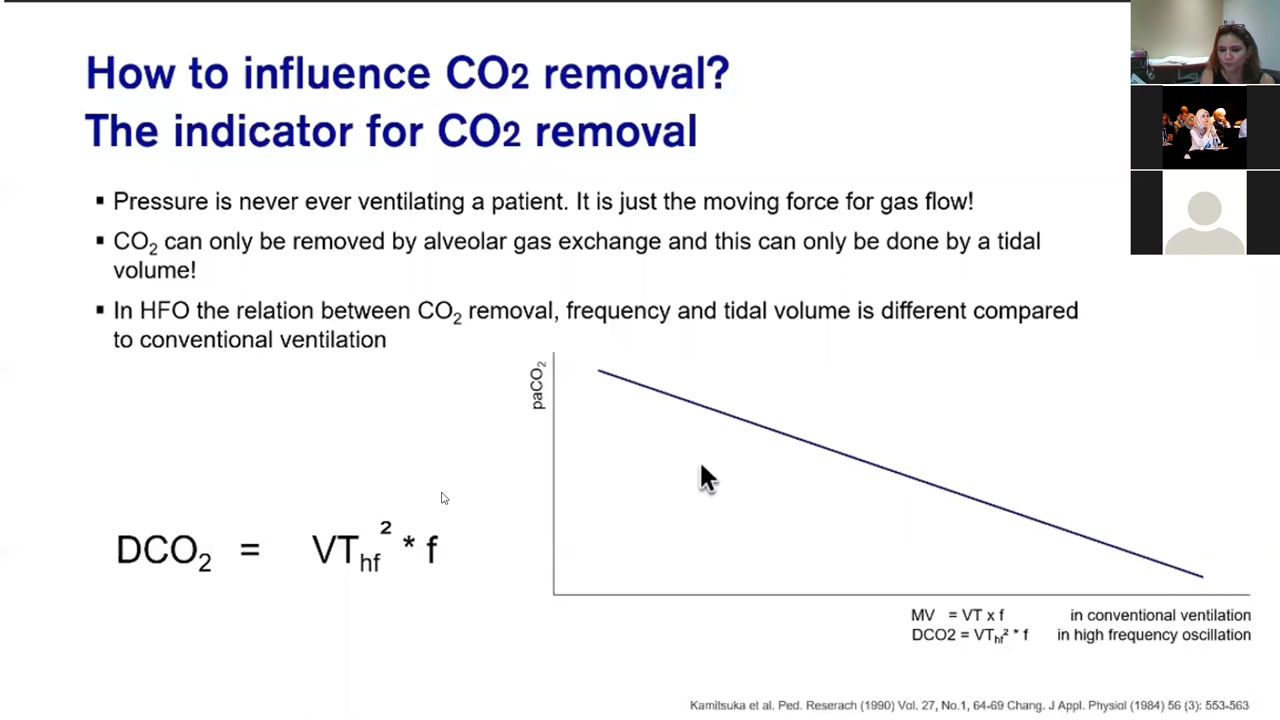 How to influence CO2 removal?
The indicator for CO2 removal
▪ Pressure is never ever ventilating a patient. It is just the moving force for gas flow!
▪ CO₂ can only be removed by alveolar gas exchange and this can only be done by a tidal
volume!
▪ In HFO the relation between CO₂ removal, frequency and tidal volume is different compared
to conventional ventilation
paCO₂
DCO₂ = VThf² * f
MV = VT x f in conventional ventilation
DCO2 = VThf² * f in high frequency oscillation
Kamitsuka et al. Ped. Reserach (1990) Vol. 27, No.1, 64-69 Chang. J Appl. Physiol (1984) 56 (3): 553-563